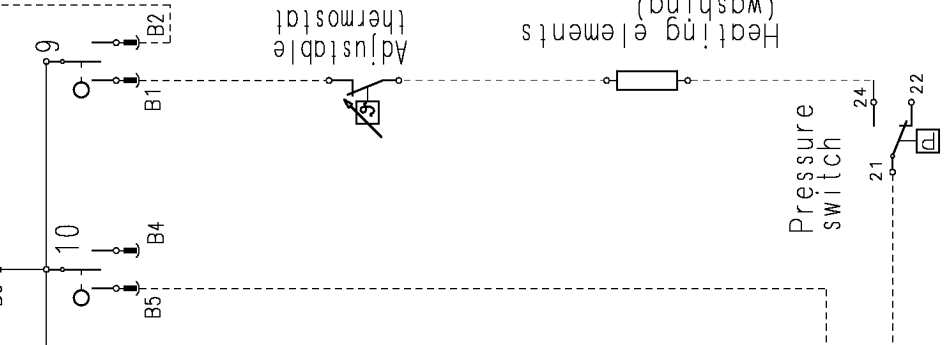 B2
9
B1
Adjustable
thermostat
Heating elements
(washing)
24
22
21
Pressure
switch
10
B4
B5